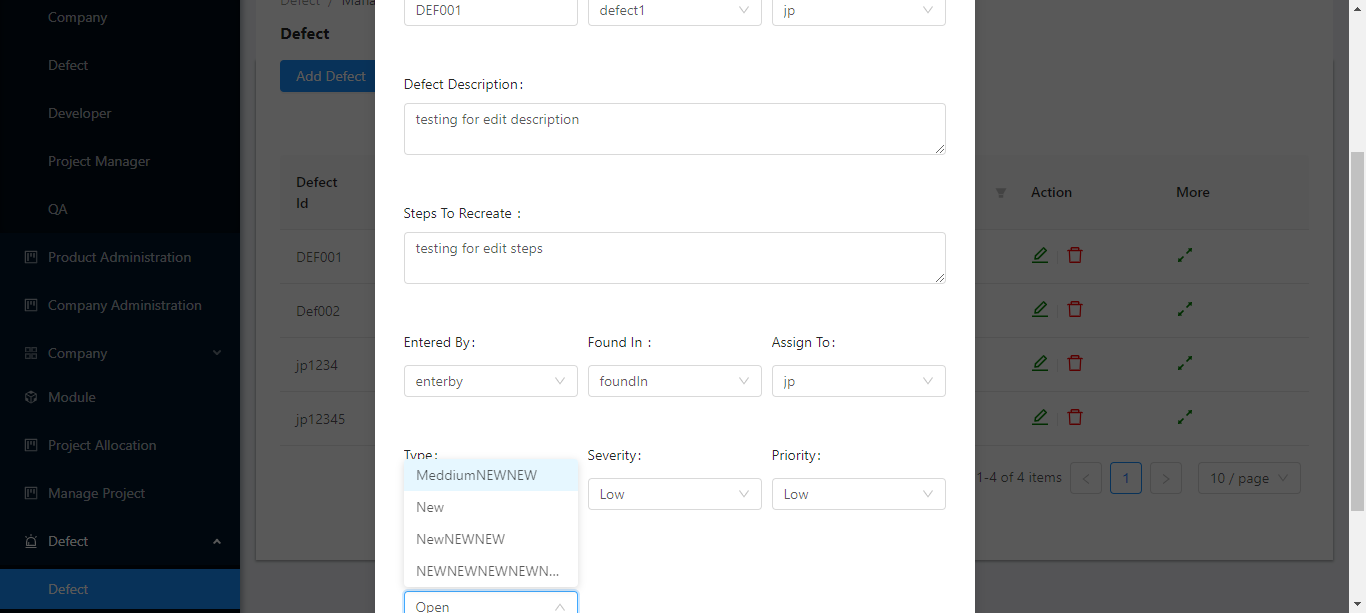 Company
Defect
Developer
Project Manager
QA
Product Administration
Company Administration
Company
Module
Project Allocation
Manage Project
Defect
Defect
Defect / Mana
Defect
Add Defect
Defect
Id
DEF001
Def002
jp1234
jp12345
DEF001
defect1
jp
Defect Description:
testing for edit description
Steps To Recreate :
testing for edit steps
Entered By:
Found In :
Assign To:
enterby
foundIn
jp
Type:
Severity:
Priority:
MeddiumNEWNEW
New
NewNEWNEW
NEWNEWNEWNEWN...
Low
Low
Open
Action
More
1-4 of 4 items
<
1
>
10 / page